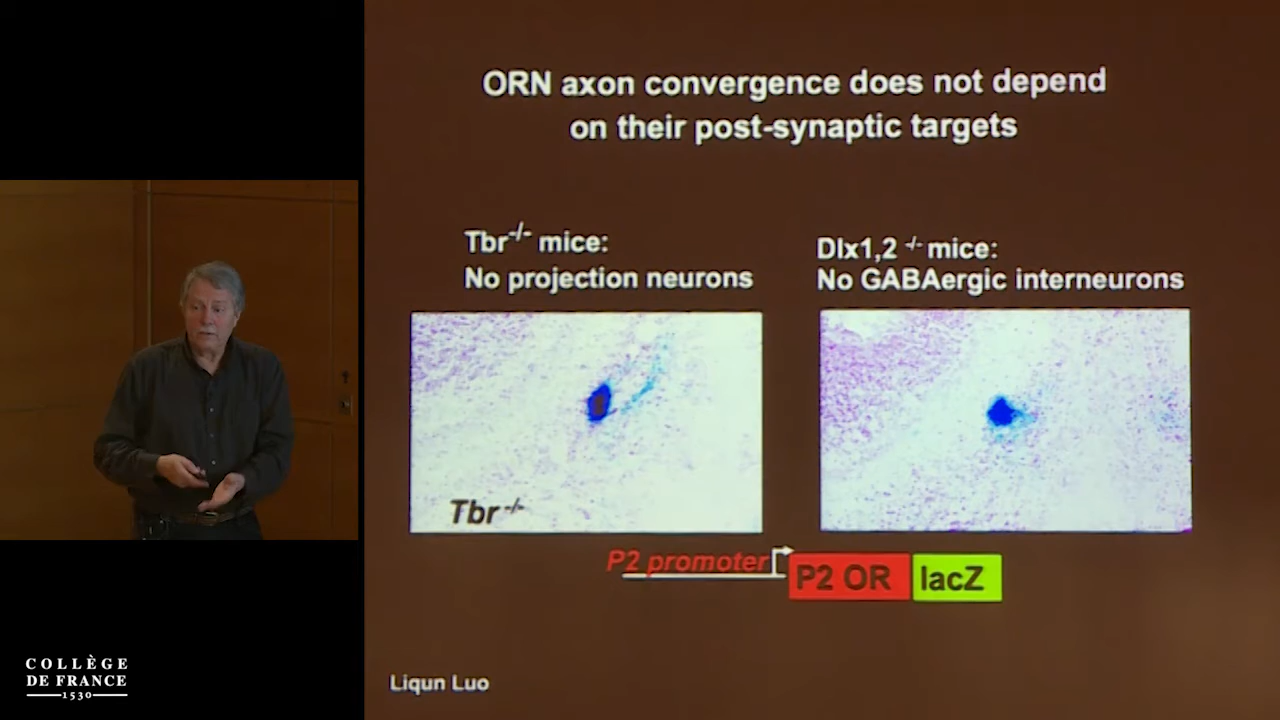 ORN axon convergence does not depend
on their post-synaptic targets
Tbr-/- mice:
No projection neurons
Dlx1,2 -/- mice:
No GABAergic interneurons
Tbr-/-
P2 promoter
P2 OR
lacZ
Liqun Luo
COLLÈGE
DE FRANCE
1530